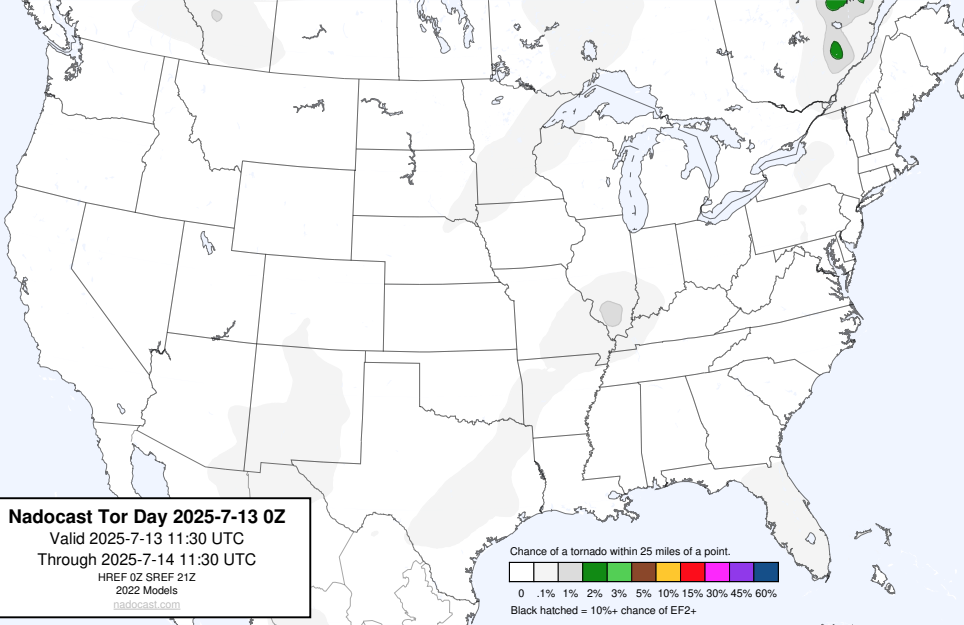 Nadocast Tor Day 2025-7-13 0Z
Valid 2025-7-13 11:30 UTC
Through 2025-7-14 11:30 UTC
HREF 0Z SREF 21Z
2022 Models
nadocast.com
Chance of a tornado within 25 miles of a point.
0 .1% 1% 2% 3% 5% 10% 15% 30% 45% 60%
Black hatched = 10%+ chance of EF2+